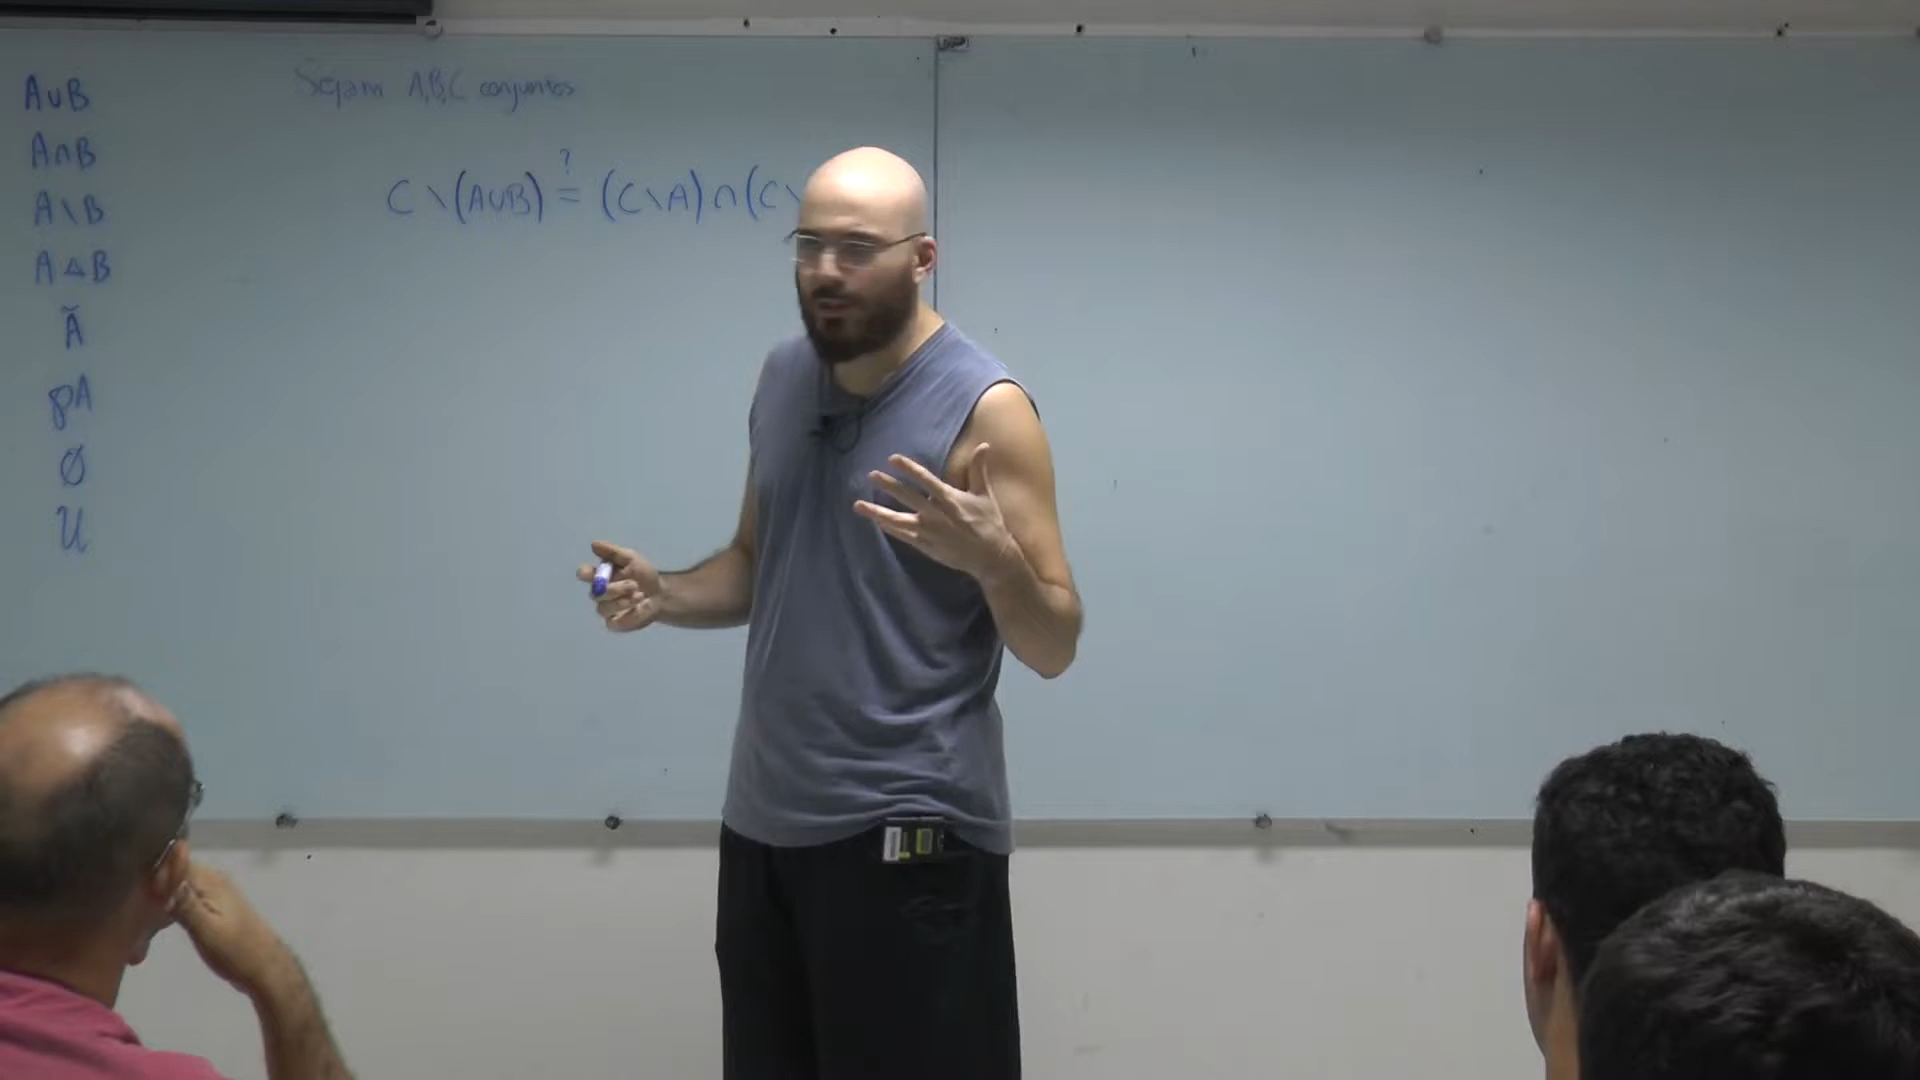 A∪B
A∩B
A\B
A△B
Ã
℘A
∅
U
Sejam A,B,C conjuntos
C\(A∪B) ?= (C\A)∩(C\